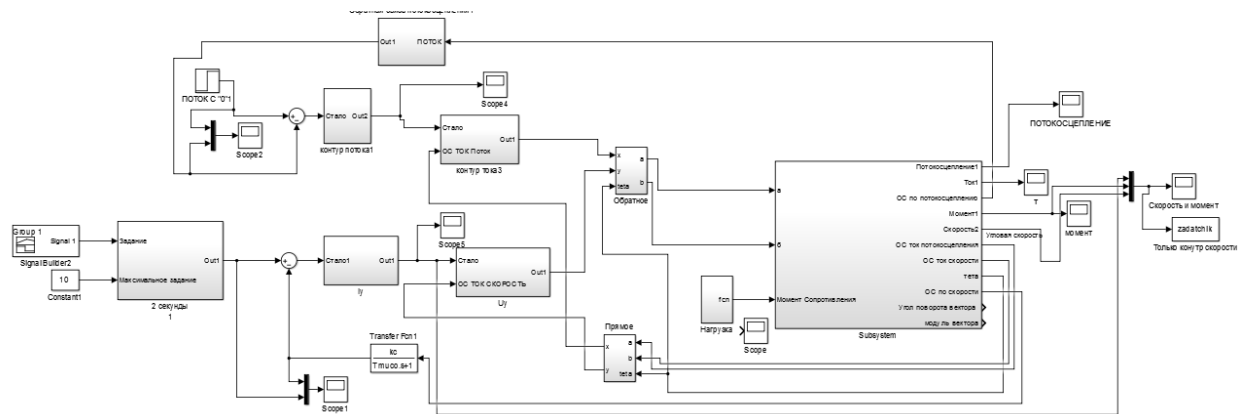 Out1
ПОТОК
ПОТОК С "0"1
Scope2
Стало
Out2
контур потока1
Scope4
Стало
ОС ТОК Поток
Out1
контур тока3
x
y
teta
a
b
Обратное
Group 1
Signal 1
Signal Builder2
10
Constant1
Задание
Максимальное задание
Out1
2 секунды
1
Стало1
Out1
Iy
Scope5
Стало
ОС ТОК СКОРОСТЬ
Out1
Uy
Transfer Fcn1
kc
Tmuco.s+1
Scope1
Прямое
x
y
a
b
teta
fcn
Нагрузка
Scope
а
б
Момент Сопротивления
Потокосцепление1
Ток1
ОС по потокосцеплению
Момент1
Скорость2
ОС ток потокосцепления
ОС ток скорости
тета
ОС по скорости
Угол поворота вектора
модуль вектора
Subsystem
Угловая скорость
ПОТОКОСЦЕПЛЕНИЕ
Т
момент
Скорость и момент
zadatchik
Только конутр скорости